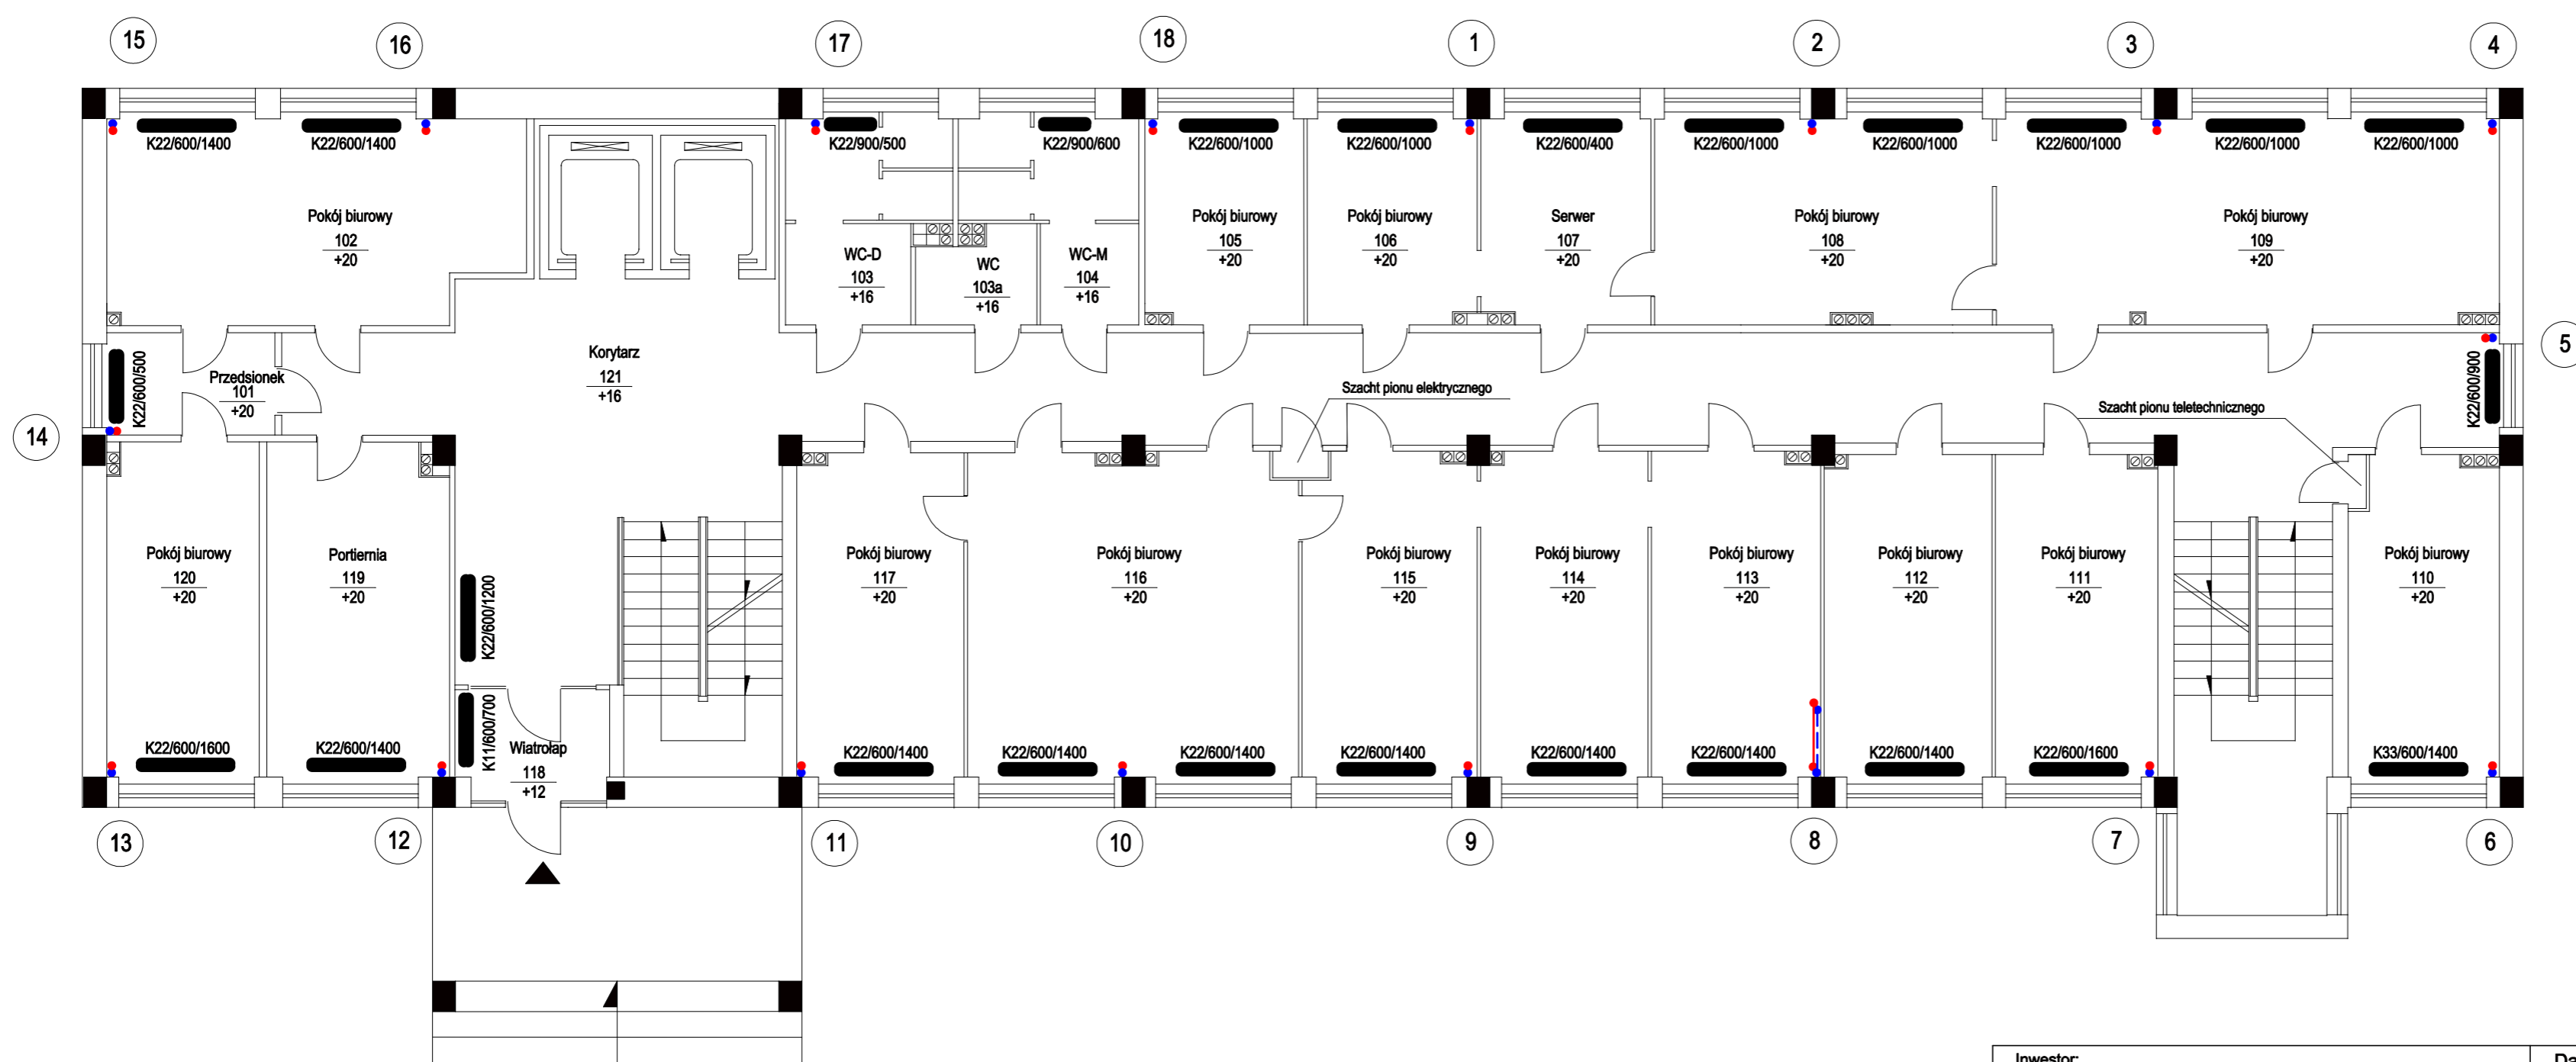 15 16 17 18 1 2 3 4
K22/600/1400 K22/600/1400 K22/900/500 K22/900/600 K22/600/1000 K22/600/1000 K22/600/400 K22/600/1000 K22/600/1000 K22/600/1000 K22/600/1000 K22/600/1000
Pokój biurowy
102
+20
WC-D
103
+16
WC
103a
+16
WC-M
104
+16
Pokój biurowy
105
+20
Pokój biurowy
106
+20
Serwer
107
+20
Pokój biurowy
108
+20
Pokój biurowy
109
+20
5
14
K22/600/500
Przedsionek
101
+20
Korytarz
121
+16
Szacht pionu elektrycznego
Szacht pionu teletechnicznego
K22/600/900
Pokój biurowy
120
+20
Portiernia
119
+20
K22/600/1200
K11/600/700
Wiatrołap
118
+12
Pokój biurowy
117
+20
Pokój biurowy
116
+20
Pokój biurowy
115
+20
Pokój biurowy
114
+20
Pokój biurowy
113
+20
Pokój biurowy
112
+20
Pokój biurowy
111
+20
Pokój biurowy
110
+20
K22/600/1600 K22/600/1400 K22/600/1400 K22/600/1400 K22/600/1400 K22/600/1400 K22/600/1400 K22/600/1400 K22/600/1400 K22/600/1600 K33/600/1400
13 12 11 10 9 8 7 6
Inwestor: